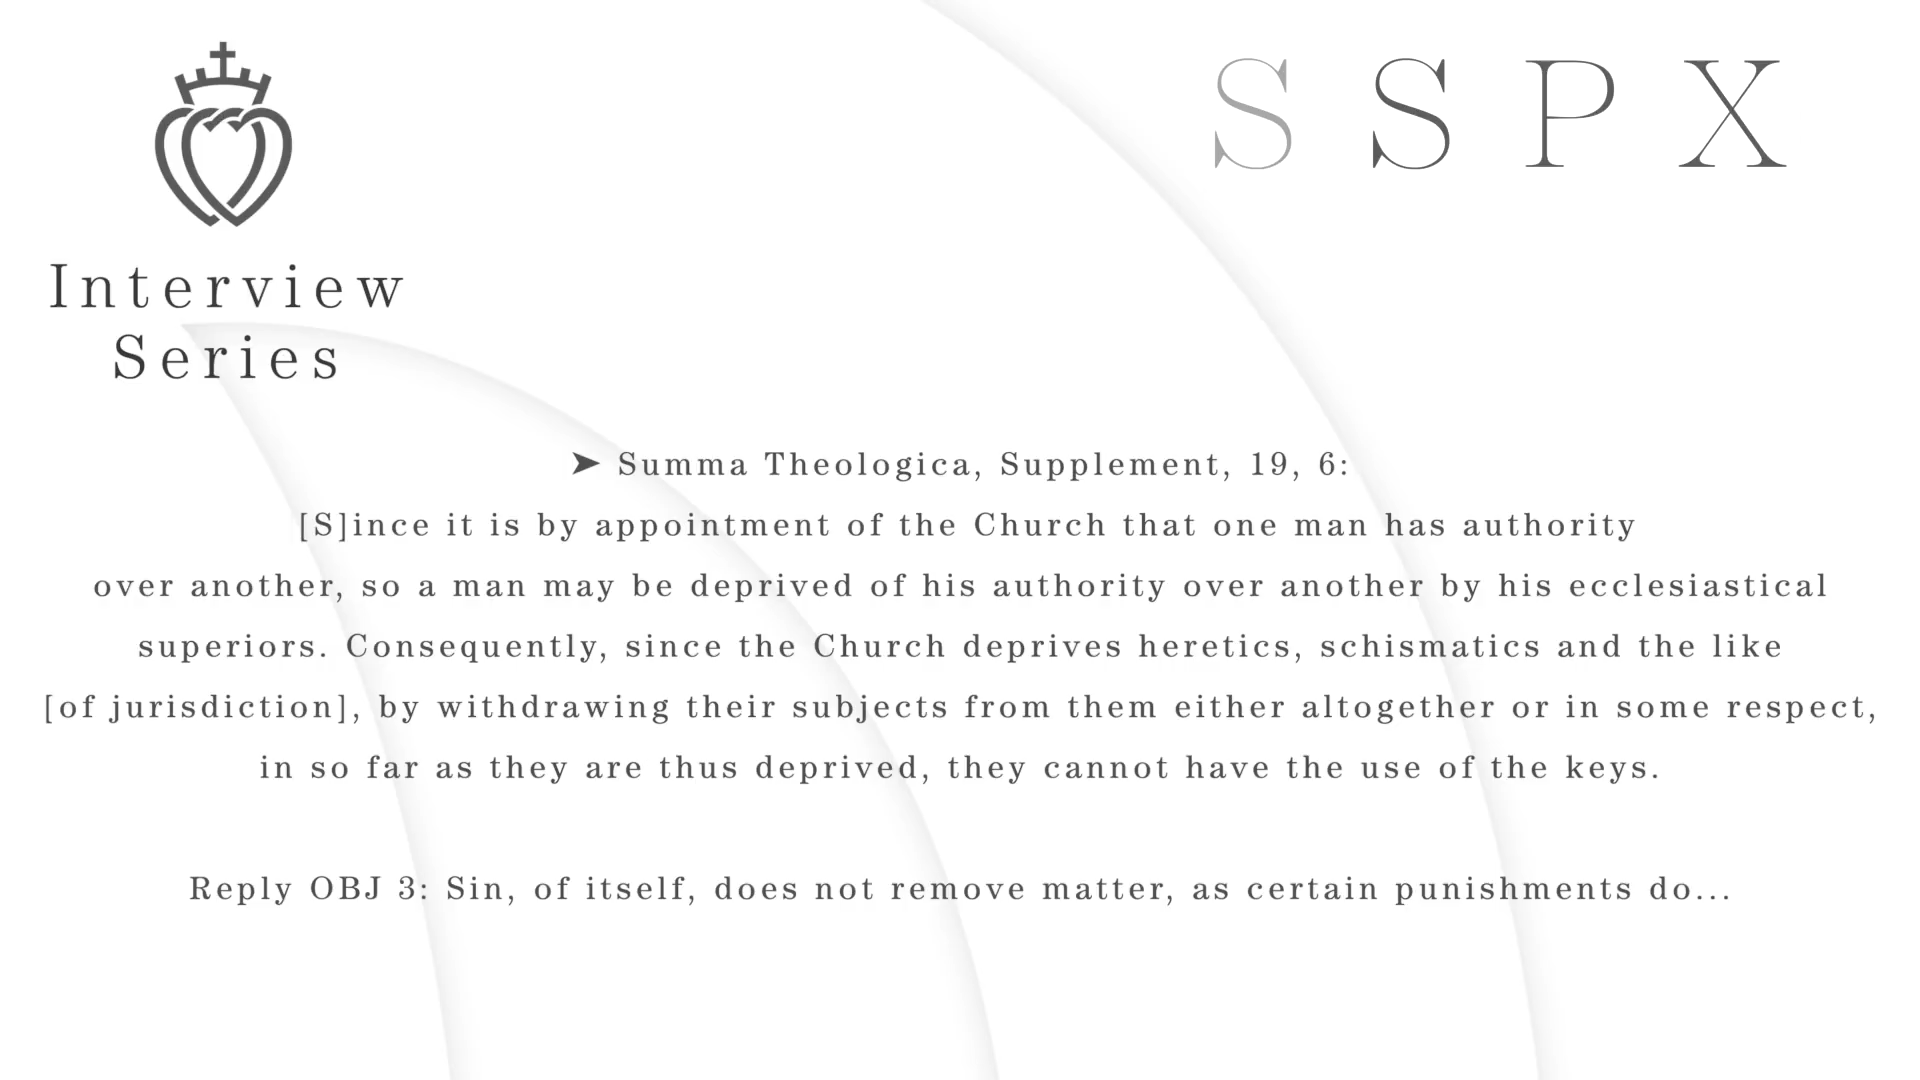 SSPX
Interview
Series
➤ Summa Theologica, Supplement, 19, 6:
[S]ince it is by appointment of the Church that one man has authority
over another, so a man may be deprived of his authority over another by his ecclesiastical
superiors. Consequently, since the Church deprives heretics, schismatics and the like
[of jurisdiction], by withdrawing their subjects from them either altogether or in some respect,
in so far as they are thus deprived, they cannot have the use of the keys.
Reply OBJ 3: Sin, of itself, does not remove matter, as certain punishments do...